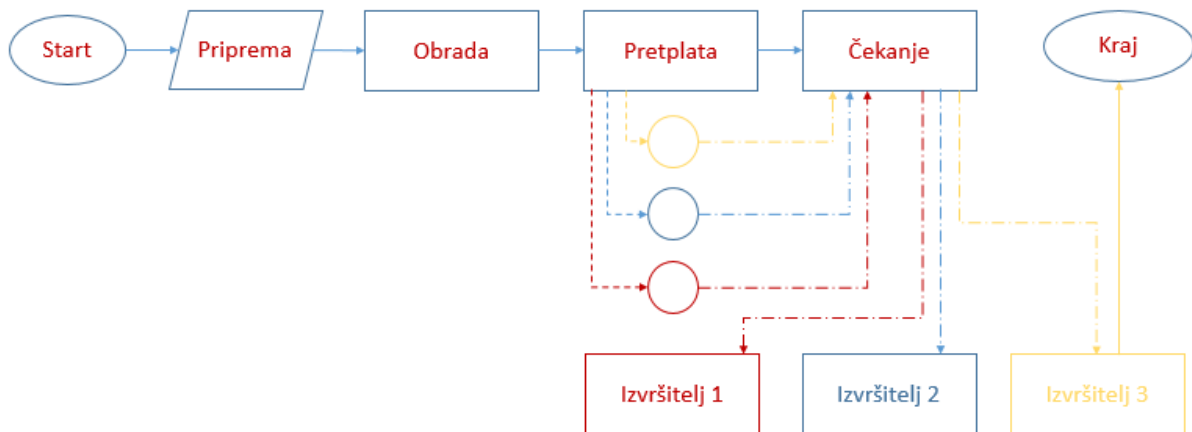 Start
Priprema
Obrada
Pretplata
Čekanje
Kraj
Izvršitelj 1
Izvršitelj 2
Izvršitelj 3